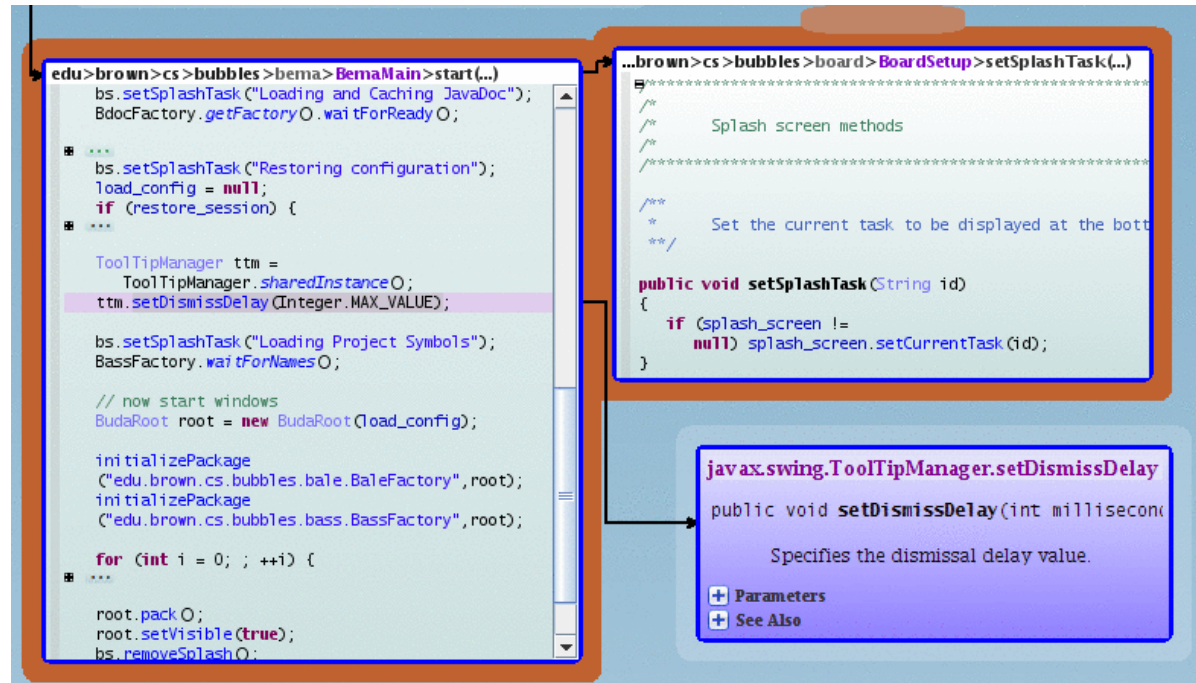 edu>brown>cs>bubbles>bema>BemaMain>start(...)
bs.setSplashTask("Loading and Caching JavaDoc");
BdocFactory.getFactory().waitForReady();
...
bs.setSplashTask("Restoring configuration");
load_config = null;
if (restore_session) {
...
ToolTipManager ttm =
ToolTipManager.sharedInstance();
ttm.setDismissDelay(Integer.MAX_VALUE);
bs.setSplashTask("Loading Project Symbols");
BassFactory.waitForNames();
// now start windows
BudaRoot root = new BudaRoot(load_config);
initializePackage
("edu.brown.cs.bubbles.bale.BaleFactory",root);
initializePackage
("edu.brown.cs.bubbles.bass.BassFactory",root);
for (int i = 0; ; ++i) {
...
root.pack();
root.setVisible(true);
bs.removeSplash();
...brown>cs>bubbles>board>BoardSetup>setSplashTask(...)
/********************************************************
/*
/* Splash screen methods
/*
/********************************************************
/**
* Set the current task to be displayed at the bott
**/
public void setSplashTask(String id)
{
if (splash_screen !=
null) splash_screen.setCurrentTask(id);
}
javax.swing.ToolTipManager.setDismissDelay
public void setDismissDelay(int milliseconds
Specifies the dismissal delay value.
Parameters
See Also